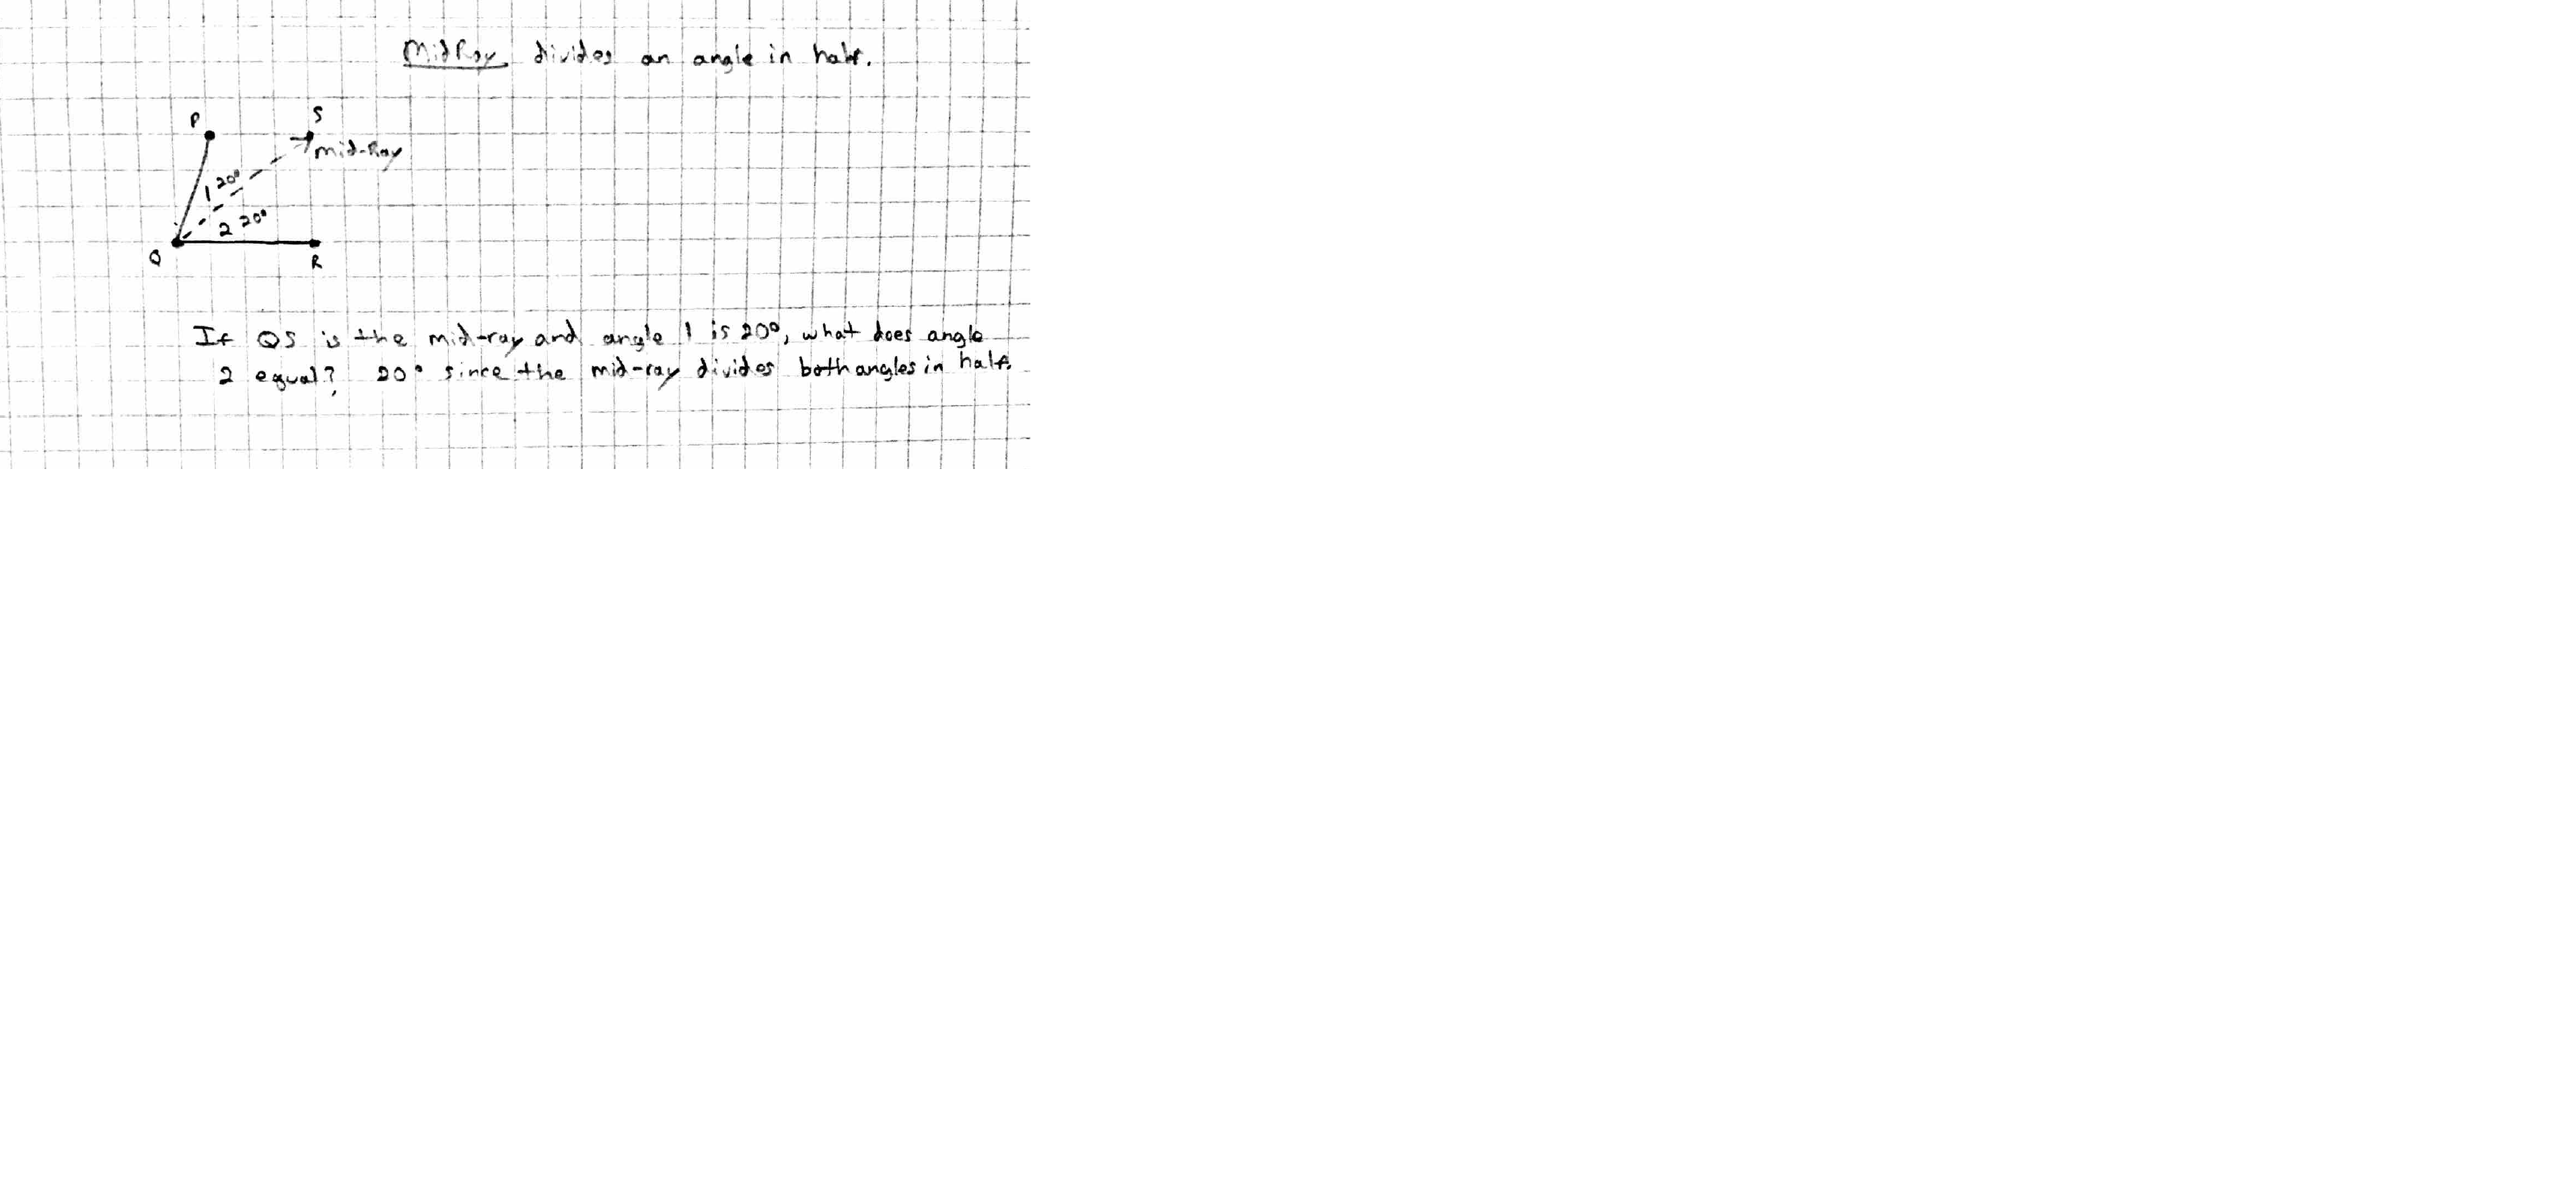 MidRay divides an angle in half.
P
S
mid-Ray
1 20°
2 20°
Q
R
If QS is the mid-ray and angle 1 is 20°, what does angle
2 equal? 20° since the mid-ray divides both angles in half.